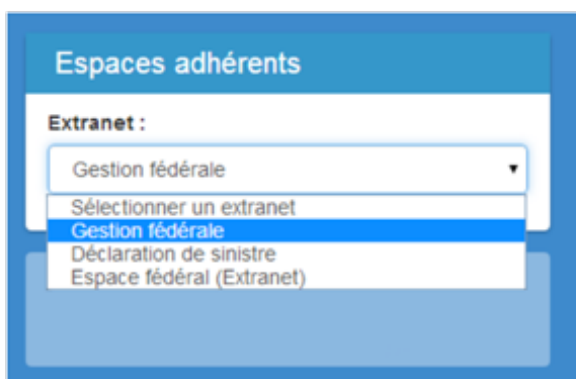 Espaces adhérents
Extranet :
Gestion fédérale
Sélectionner un extranet
Gestion fédérale
Déclaration de sinistre
Espace fédéral (Extranet)